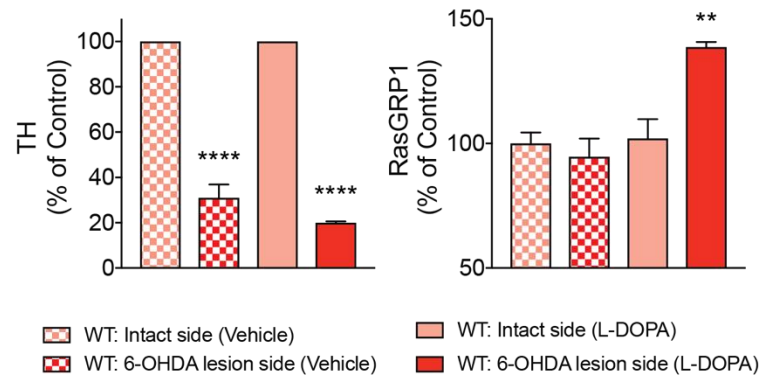 TH
(% of Control)
100
80
60
40
20
0
****
****
RasGRP1
(% of Control)
150
100
50
**
WT: Intact side (Vehicle)
WT: 6-OHDA lesion side (Vehicle)
WT: Intact side (L-DOPA)
WT: 6-OHDA lesion side (L-DOPA)